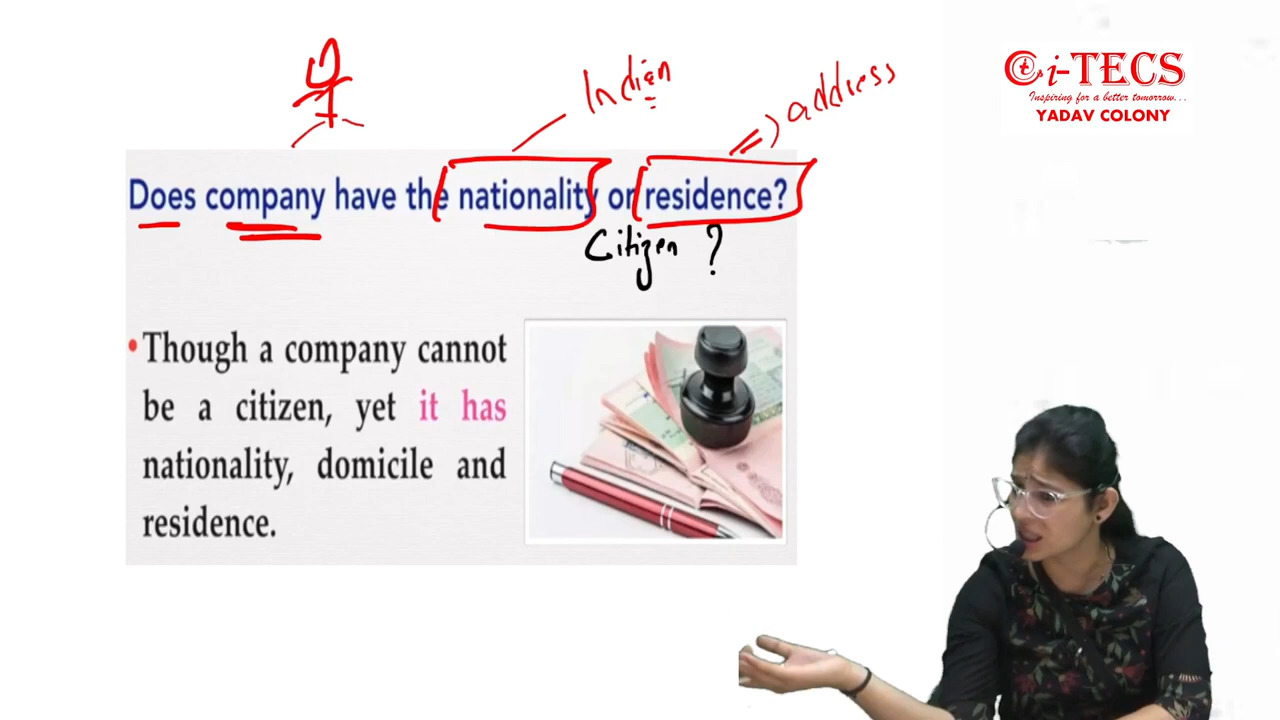 Indian
address
i-TECS
Inspiring for a better tomorrow...
YADAV COLONY
Does company have the nationality or residence?
Citizen ?
• Though a company cannot
be a citizen, yet it has
nationality, domicile and
residence.